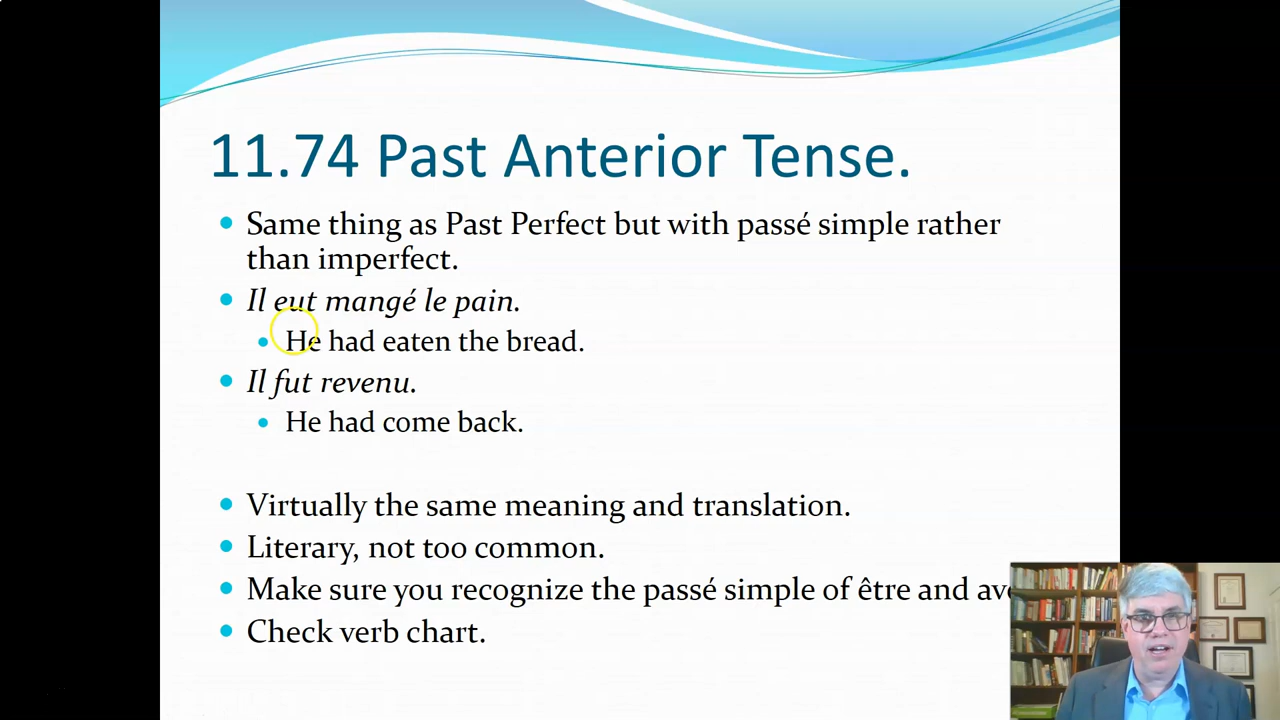 11.74 Past Anterior Tense.
Same thing as Past Perfect but with passé simple rather
than imperfect.
Il eut mangé le pain.
He had eaten the bread.
Il fut revenu.
He had come back.
Virtually the same meaning and translation.
Literary, not too common.
Make sure you recognize the passé simple of être and
Check verb chart.